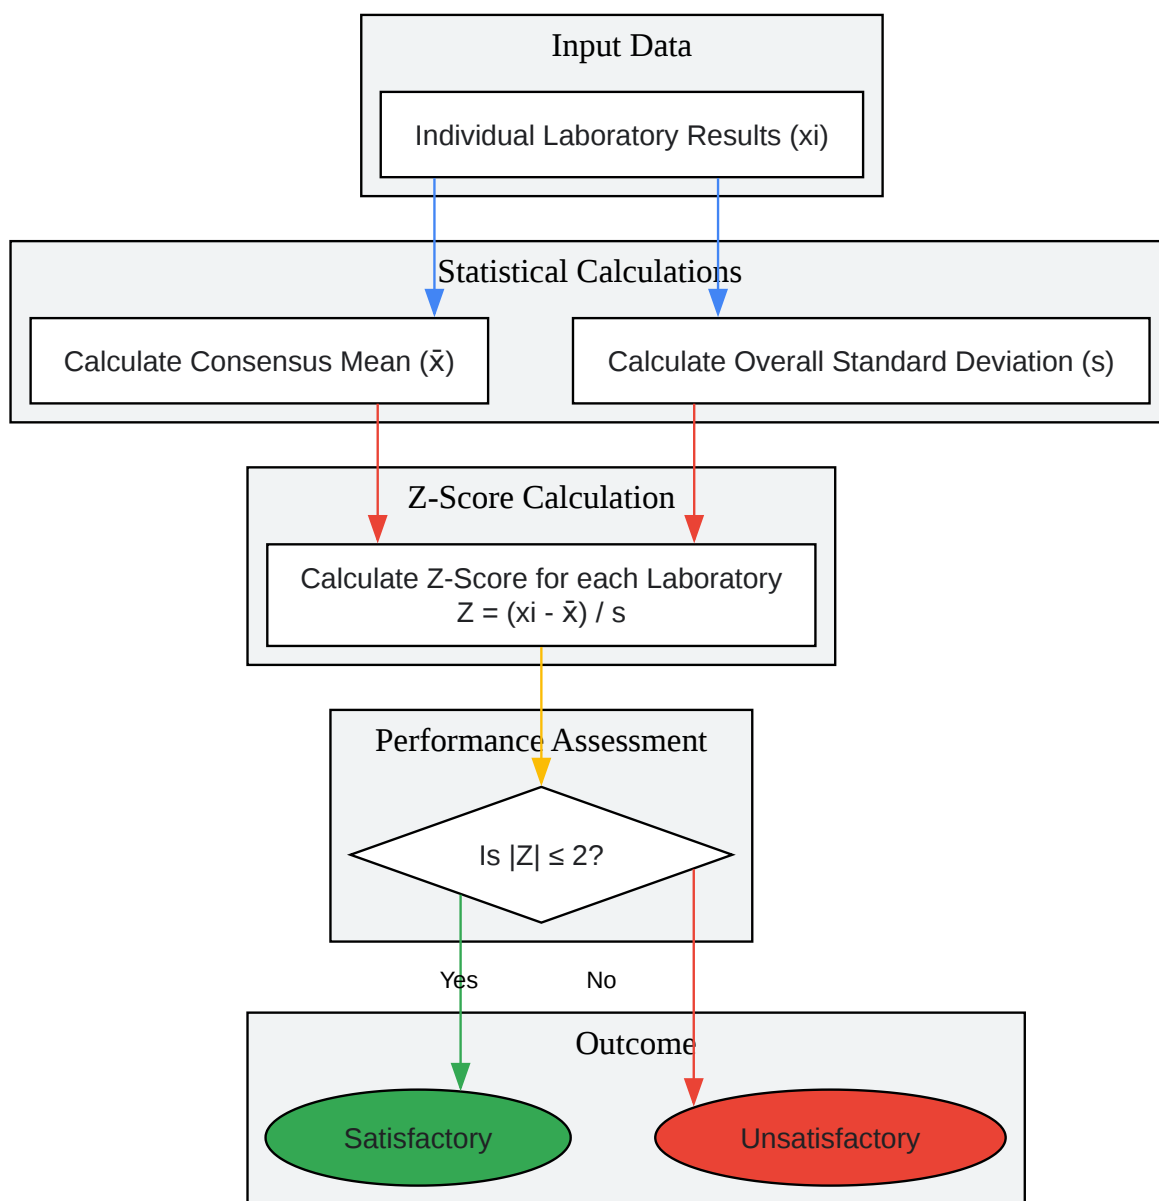 Input Data
Individual Laboratory Results (xi)
Statistical Calculations
Calculate Consensus Mean (x̄)
Calculate Overall Standard Deviation (s)
Z-Score Calculation
Calculate Z-Score for each Laboratory
Z = (xi - x̄) / s
Performance Assessment
Is |Z| ≤ 2?
Yes
No
Outcome
Satisfactory
Unsatisfactory